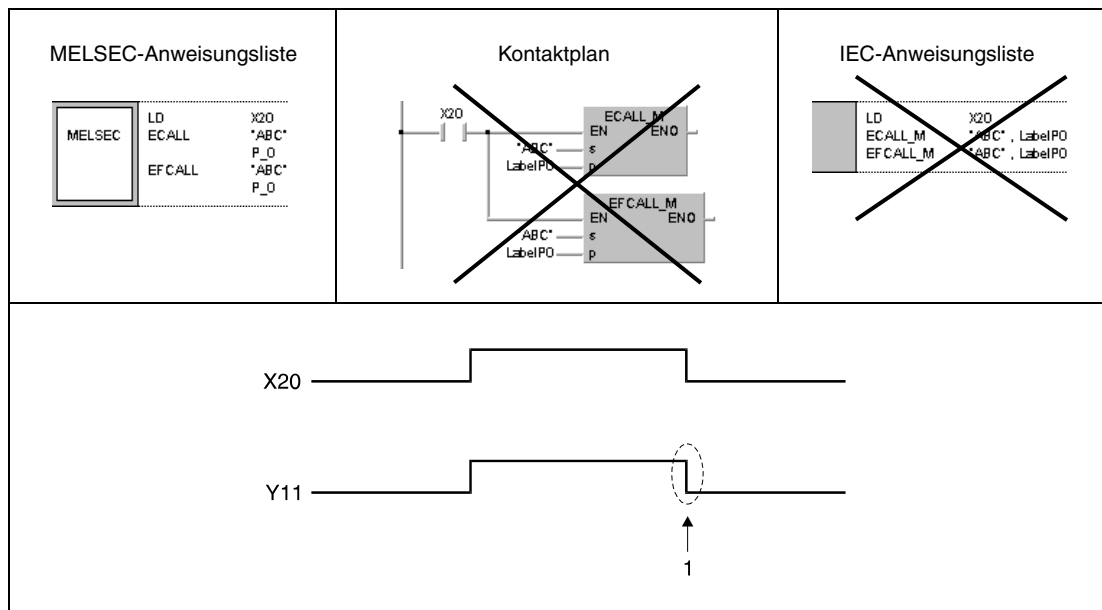 MELSEC-Anweisungsliste
MELSEC
LD X20
ECALL "ABC"
P_0
EFCALL "ABC"
P_0
Kontaktplan
X20
ECALL_M
EN ENO
"ABC" s
LabelP0 p
EFCALL_M
EN ENO
ABC" s
LabelP0 p
IEC-Anweisungsliste
LD X20
ECALL_M "ABC" , LabelP0
EFCALL_M "ABC" , LabelP0
X20
Y11
1